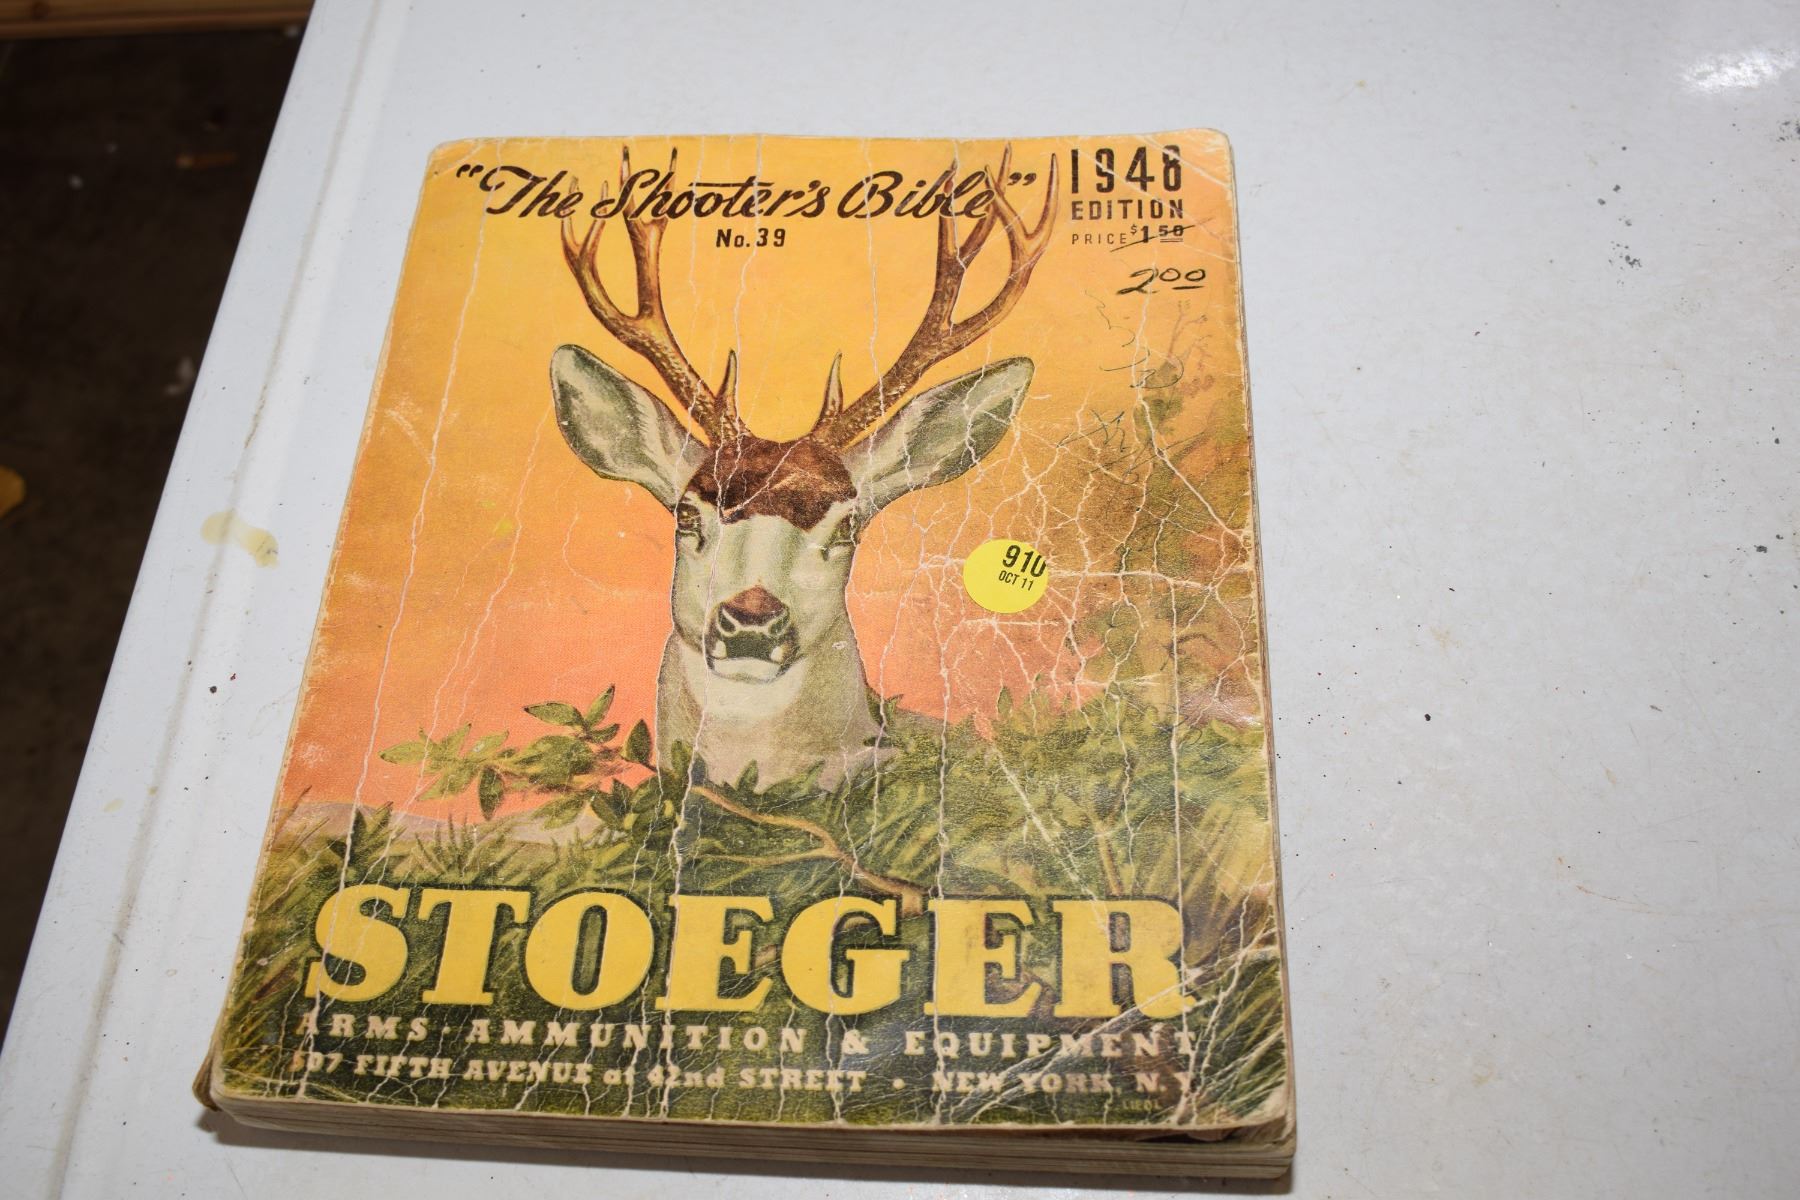 "The Shooter's Bible"
No. 39
1948
EDITION
PRICE $1 50
2 00
910
OCT 11
STOEGER
ARMS · AMMUNITION & EQUIPMENT
507 FIFTH AVENUE at 42nd STREET • NEW YORK, N. Y.